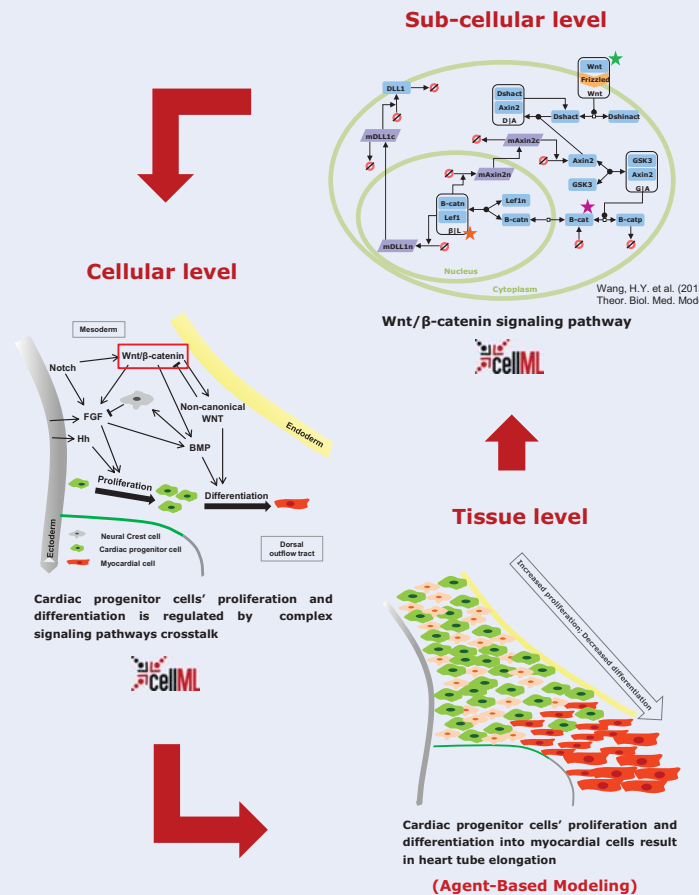 Sub-cellular level
Wnt
Frizzled
Wnt
DLL1
Dshact
Axin2
D|A
Dshact
Dshinact
mDLL1c
mAxin2c
Axin2
GSK3
Axin2
G|A
GSK3
mAxin2n
B-catn
Lef1
β|L
Lef1n
B-catn
B-cat
B-catp
mDLL1n
Nucleus
Cytoplasm
Wang, H.Y. et al. (201
Theor. Biol. Med. Mode
Wnt/β-catenin signaling pathway
cellML
Cellular level
Mesoderm
Notch
Wnt/β-catenin
FGF
Non-canonical
WNT
Hh
BMP
Endoderm
Proliferation
Differentiation
Ectoderm
Neural Crest cell
Cardiac progenitor cell
Myocardial cell
Dorsal
outflow tract
Cardiac progenitor cells’ proliferation and
differentiation is regulated by complex
signaling pathways crosstalk
cellML
Tissue level
Increased proliferation; Decreased differentiation
Cardiac progenitor cells’ proliferation and
differentiation into myocardial cells result
in heart tube elongation
(Agent-Based Modeling)